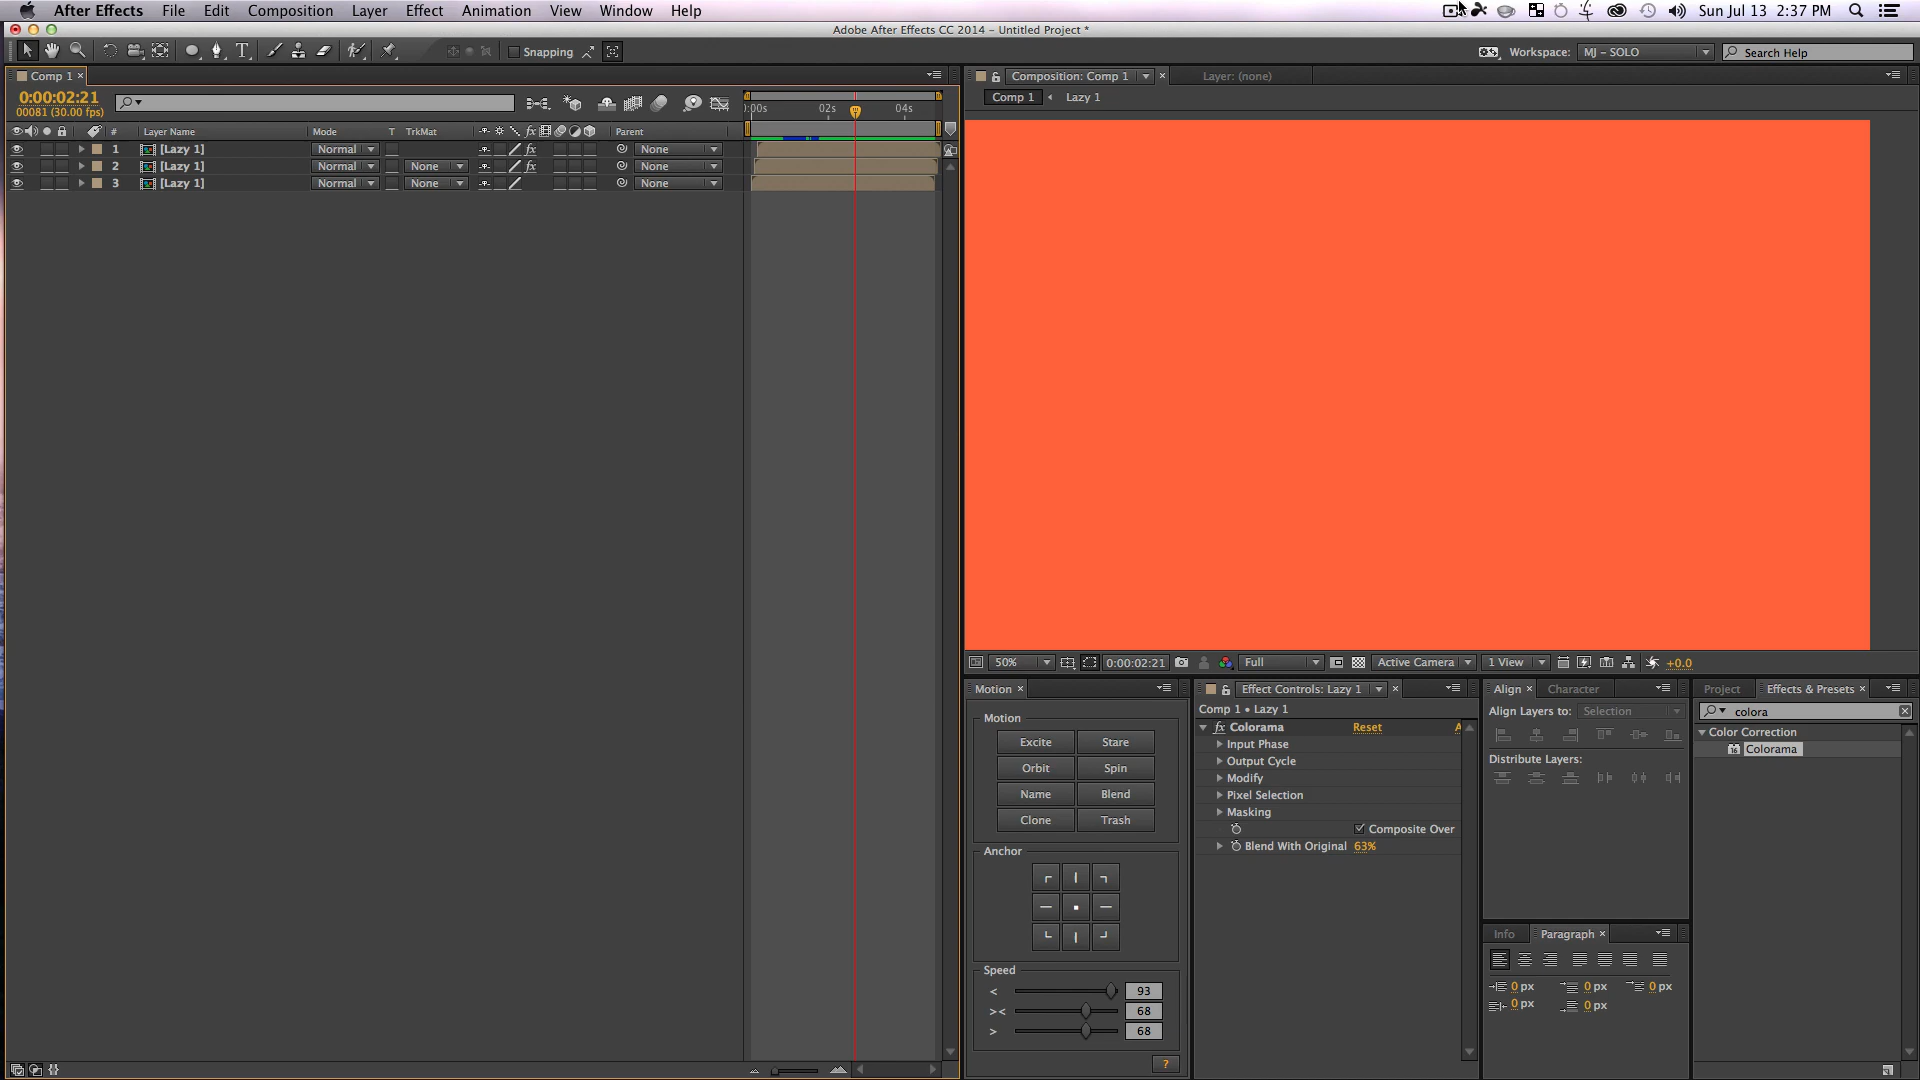 After Effects File Edit Composition Layer Effect Animation View Window Help Sun Jul 13 2:37 PM
Adobe After Effects CC 2014 – Untitled Project *
Snapping Workspace: MJ – SOLO Search Help
Comp 1 Composition: Comp 1 Layer: (none)
0:00:02:21
00081 (30.00 fps)
Comp 1 Lazy 1
):00s 02s 04s
# Layer Name Mode T TrkMat fx Parent
1 [Lazy 1] Normal fx None
2 [Lazy 1] Normal None fx None
3 [Lazy 1] Normal None None
50% 0:00:02:21 Full Active Camera 1 View +0.0
Motion
Motion
Excite Stare
Orbit Spin
Name Blend
Clone Trash
Anchor
Speed
< 93
>< 68
> 68
?
Effect Controls: Lazy 1
Comp 1 • Lazy 1
fx Colorama Reset A
Input Phase
Output Cycle
Modify
Pixel Selection
Masking
Composite Over
Blend With Original 63%
Align Character
Align Layers to: Selection
Distribute Layers:
Info Paragraph
0 px 0 px 0 px
0 px 0 px
Project Effects & Presets
colora
Color Correction
Colorama